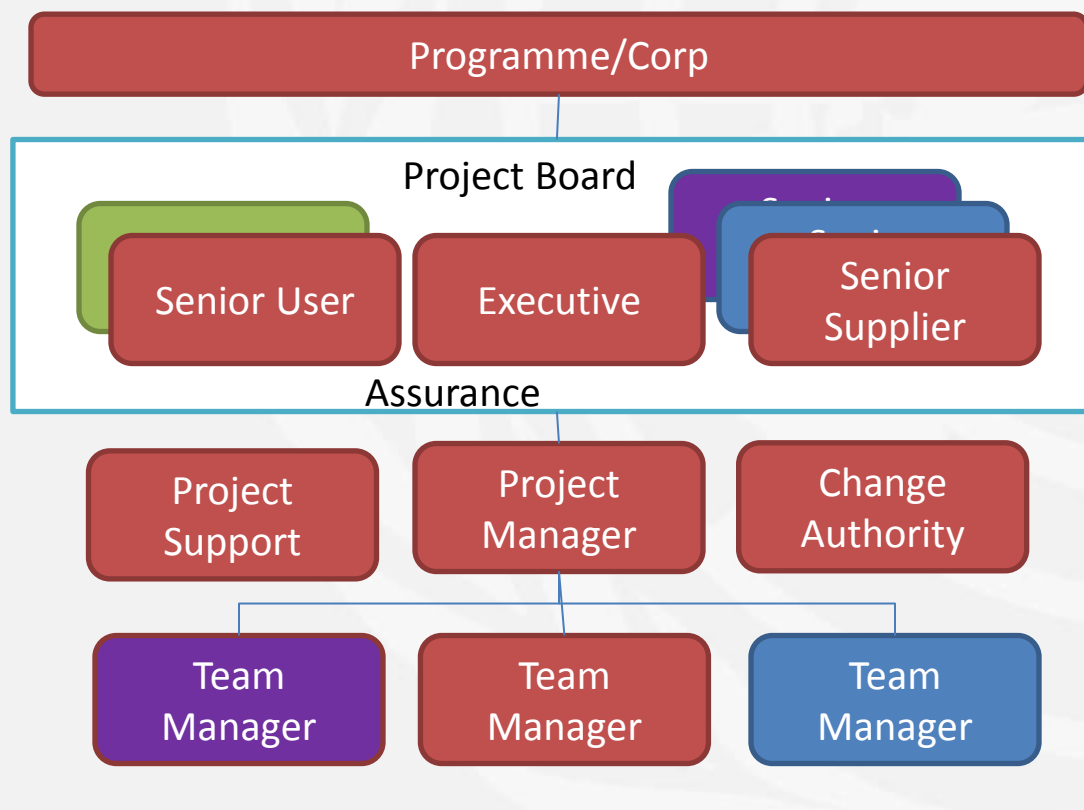 Programme/Corp
Project Board
Senior User
Executive
Senior
Supplier
Assurance
Project
Support
Project
Manager
Change
Authority
Team
Manager
Team
Manager
Team
Manager